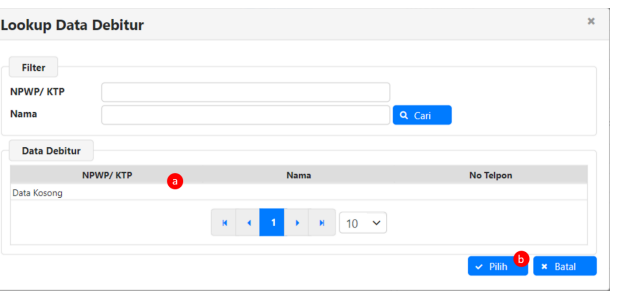 Lookup Data Debitur
Filter
NPWP/ KTP
Nama
Cari
Data Debitur
NPWP/ KTP Nama No Telpon
a
Data Kosong
1 10
b
Pilih Batal